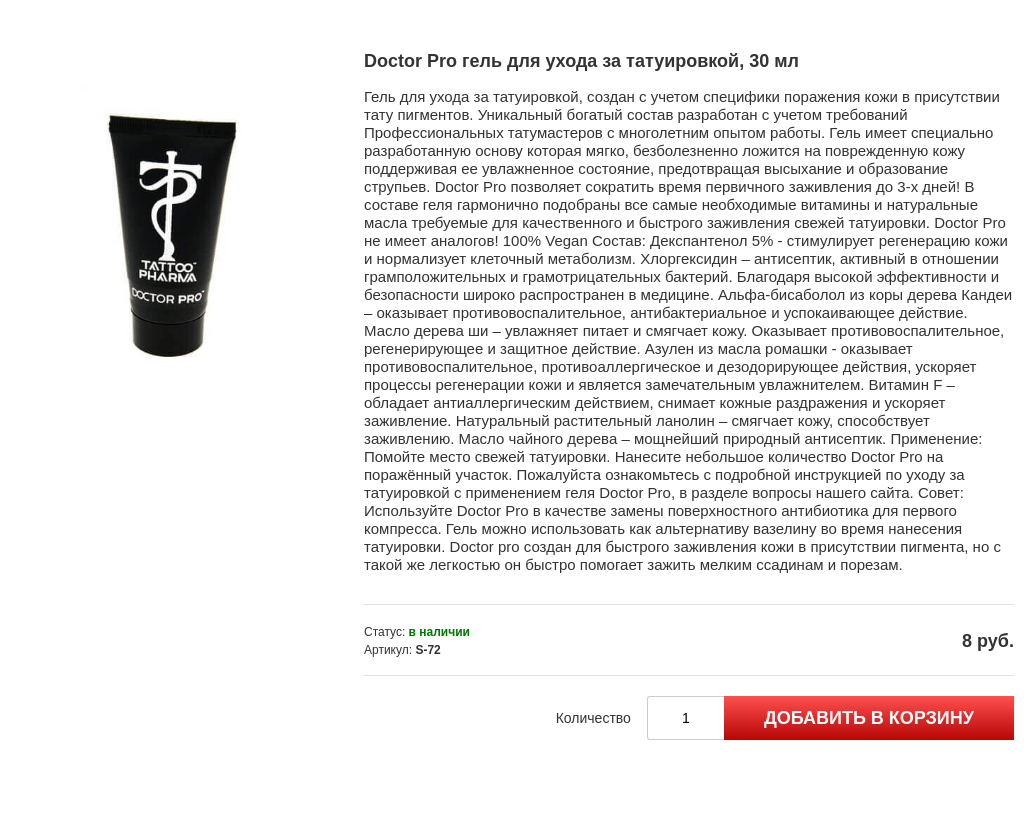 Doctor Pro гель для ухода за татуировкой, 30 мл
Гель для ухода за татуировкой, создан с учетом специфики поражения кожи в присутствии
тату пигментов. Уникальный богатый состав разработан с учетом требований
Профессиональных татумастеров с многолетним опытом работы. Гель имеет специально
разработанную основу которая мягко, безболезненно ложится на поврежденную кожу
поддерживая ее увлажненное состояние, предотвращая высыхание и образование
струпьев. Doctor Pro позволяет сократить время первичного заживления до 3-х дней! В
составе геля гармонично подобраны все самые необходимые витамины и натуральные
масла требуемые для качественного и быстрого заживления свежей татуировки. Doctor Pro
не имеет аналогов! 100% Vegan Состав: Декспантенол 5% - стимулирует регенерацию кожи
и нормализует клеточный метаболизм. Хлоргексидин – антисептик, активный в отношении
грамположительных и грамотрицательных бактерий. Благодаря высокой эффективности и
безопасности широко распространен в медицине. Альфа-бисаболол из коры дерева Кандеи
– оказывает противовоспалительное, антибактериальное и успокаивающее действие.
Масло дерева ши – увлажняет питает и смягчает кожу. Оказывает противовоспалительное,
регенерирующее и защитное действие. Азулен из масла ромашки - оказывает
противовоспалительное, противоаллергическое и дезодорирующее действия, ускоряет
процессы регенерации кожи и является замечательным увлажнителем. Витамин F –
обладает антиаллергическим действием, снимает кожные раздражения и ускоряет
заживление. Натуральный растительный ланолин – смягчает кожу, способствует
заживлению. Масло чайного дерева – мощнейший природный антисептик. Применение:
Помойте место свежей татуировки. Нанесите небольшое количество Doctor Pro на
поражённый участок. Пожалуйста ознакомьтесь с подробной инструкцией по уходу за
татуировкой с применением геля Doctor Pro, в разделе вопросы нашего сайта. Совет:
Используйте Doctor Pro в качестве замены поверхностного антибиотика для первого
компресса. Гель можно использовать как альтернативу вазелину во время нанесения
татуировки. Doctor pro создан для быстрого заживления кожи в присутствии пигмента, но с
такой же легкостью он быстро помогает зажить мелким ссадинам и порезам.
TATTOO
PHARMA
DOCTOR PRO
Статус: в наличии
Артикул: S-72
8 руб.
Количество
1
ДОБАВИТЬ В КОРЗИНУ